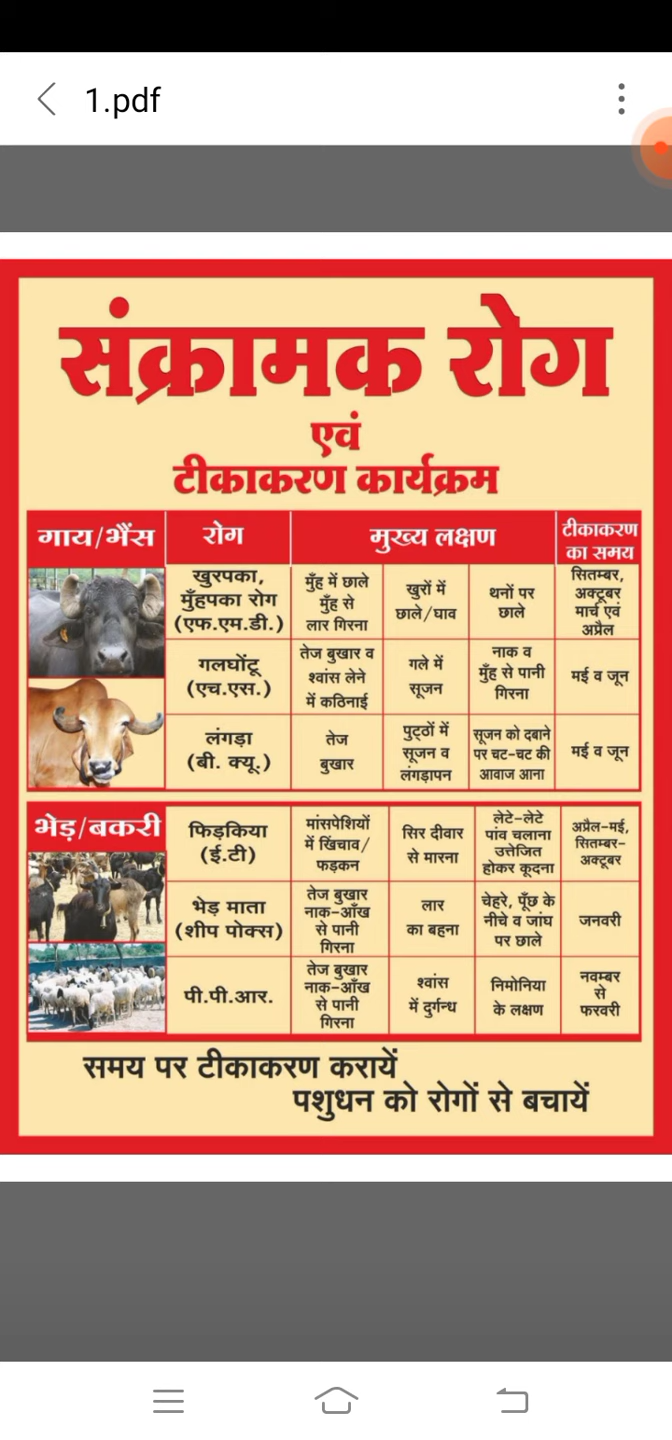 1.pdf
संक्रामक रोग
एवं
टीकाकरण कार्यक्रम
गाय/भैंस
रोग
मुख्य लक्षण
टीकाकरण
का समय
खुरपका,
मुँहपका रोग
(एफ.एम.डी.)
मुँह में छाले
मुँह से
लार गिरना
खुरों में
छाले/घाव
थनों पर
छाले
सितम्बर,
अक्टूबर
मार्च एवं
अप्रैल
गलघोंटू
(एच.एस.)
तेज बुखार व
श्वांस लेने
में कठिनाई
गले में
सूजन
नाक व
मुँह से पानी
गिरना
मई व जून
लंगड़ा
(बी. क्यू.)
तेज
बुखार
पुट्ठों में
सूजन व
लंगड़ापन
सूजन को दबाने
पर चट-चट की
आवाज आना
मई व जून
भेड़/बकरी
फिड़किया
(ई.टी)
मांसपेशियों
में खिंचाव/
फड़कन
सिर दीवार
से मारना
लेटे-लेटे
पांव चलाना
उत्तेजित
होकर कूदना
अप्रैल-मई,
सितम्बर-
अक्टूबर
भेड़ माता
(शीप पोक्स)
तेज बुखार
नाक-आँख
से पानी
गिरना
लार
का बहना
चेहरे, पूँछ के
नीचे व जांघ
पर छाले
जनवरी
पी.पी.आर.
तेज बुखार
नाक-आँख
से पानी
गिरना
श्वांस
में दुर्गन्ध
निमोनिया
के लक्षण
नवम्बर
से
फरवरी
समय पर टीकाकरण करायें
पशुधन को रोगों से बचायें